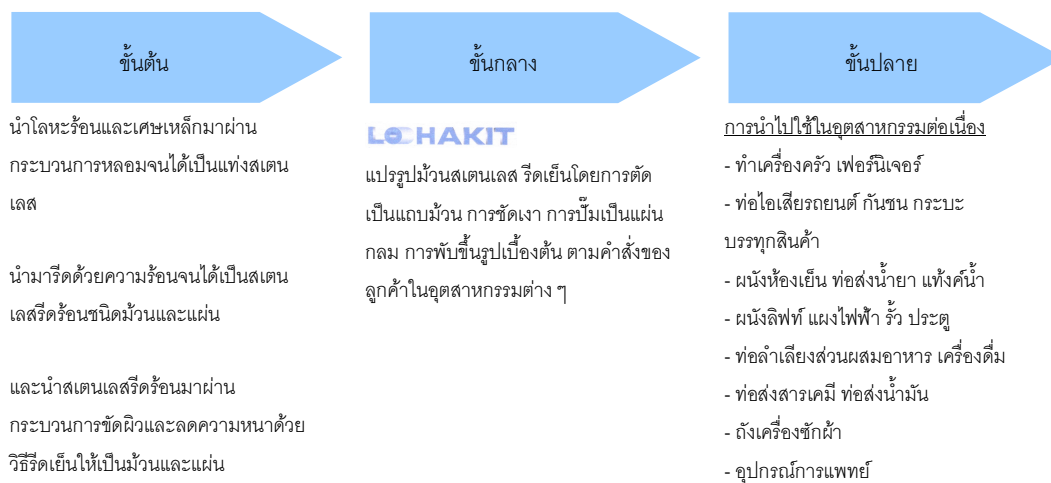 ขั้นต้น
นำโลหะร้อนและเศษเหล็กมาผ่าน
กระบวนการหลอมจนได้เป็นแท่งสเตน
เลส
นำมารีดด้วยความร้อนจนได้เป็นสเตน
เลสรีดร้อนชนิดม้วนและแผ่น
และนำสเตนเลสรีดร้อนมาผ่าน
กระบวนการขัดผิวและลดความหนาด้วย
วิธีรีดเย็นให้เป็นม้วนและแผ่น
ขั้นกลาง
LOHAKIT
แปรรูปม้วนสเตนเลส รีดเย็นโดยการตัด
เป็นแถบม้วน การขัดเงา การปั๊มเป็นแผ่น
กลม การพับขึ้นรูปเบื้องต้น ตามคำสั่งของ
ลูกค้าในอุตสาหกรรมต่าง ๆ
ขั้นปลาย
การนำไปใช้ในอุตสาหกรรมต่อเนื่อง
- ทำเครื่องครัว เฟอร์นิเจอร์
- ท่อไอเสียรถยนต์ กันชน กระบะ
บรรทุกสินค้า
- ผนังห้องเย็น ท่อส่งน้ำยา แท้งค์น้ำ
- ผนังลิฟท์ แผงไฟฟ้า รั้ว ประตู
- ท่อลำเลียงส่วนผสมอาหาร เครื่องดื่ม
- ท่อส่งสารเคมี ท่อส่งน้ำมัน
- ถังเครื่องซักผ้า
- อุปกรณ์การแพทย์